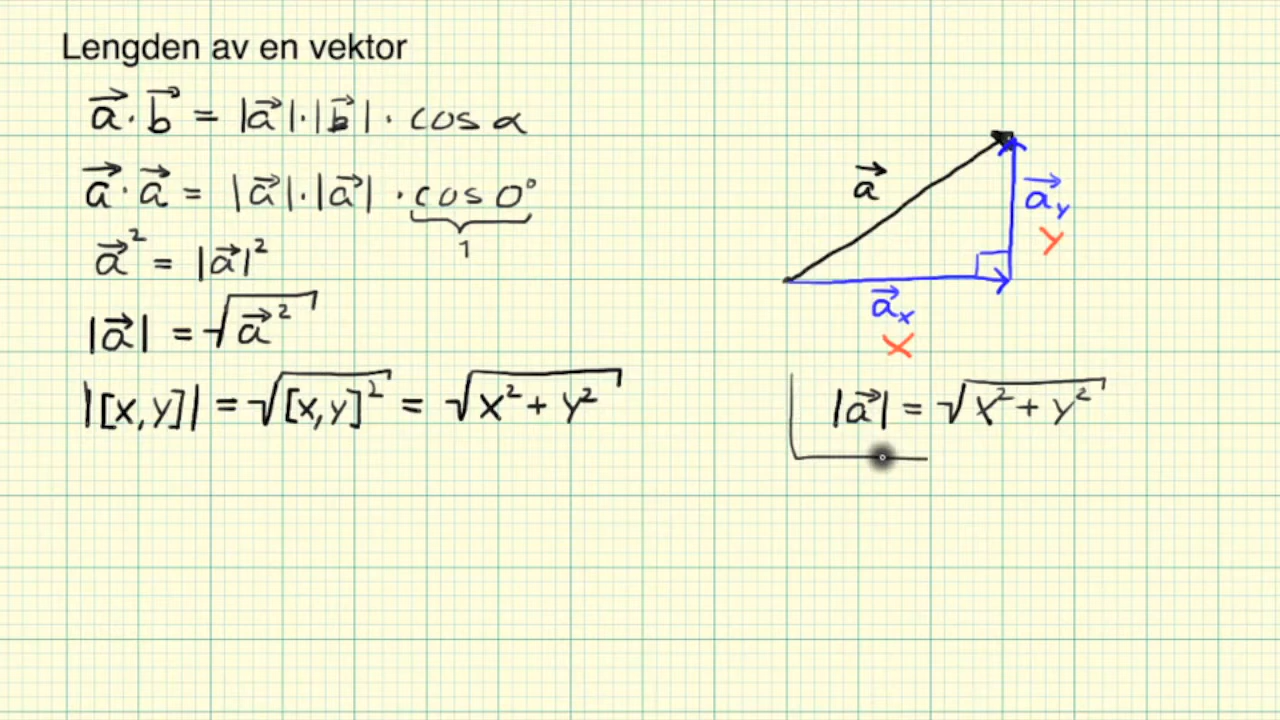 Lengden av en vektor
a⃗ · b⃗ = |a⃗| · |b⃗| · cos α
a⃗ · a⃗ = |a⃗| · |a⃗| · cos 0°
1
a⃗² = |a⃗|²
|a⃗| = √(a⃗²)
|[x,y]| = √([x,y]²) = √(x² + y²)
a⃗
a⃗y
y
a⃗x
x
|a⃗| = √(x² + y²)